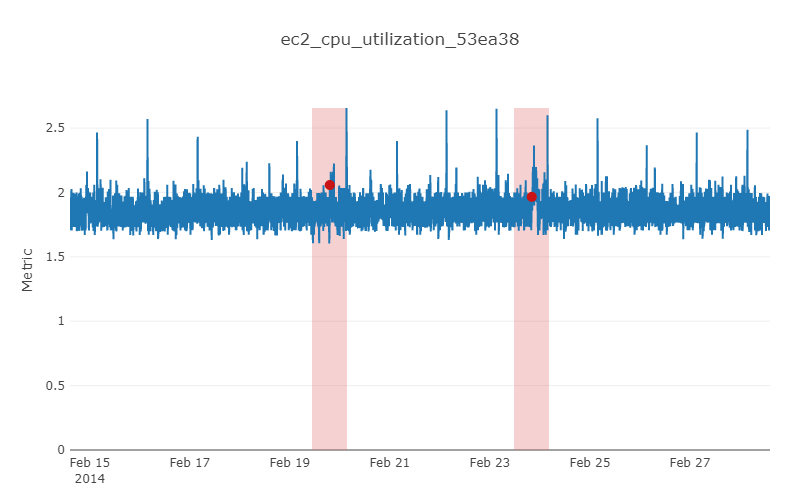 ec2_cpu_utilization_53ea38
2.5
2
1.5
1
0.5
0
Metric
Feb 15
2014
Feb 17
Feb 19
Feb 21
Feb 23
Feb 25
Feb 27